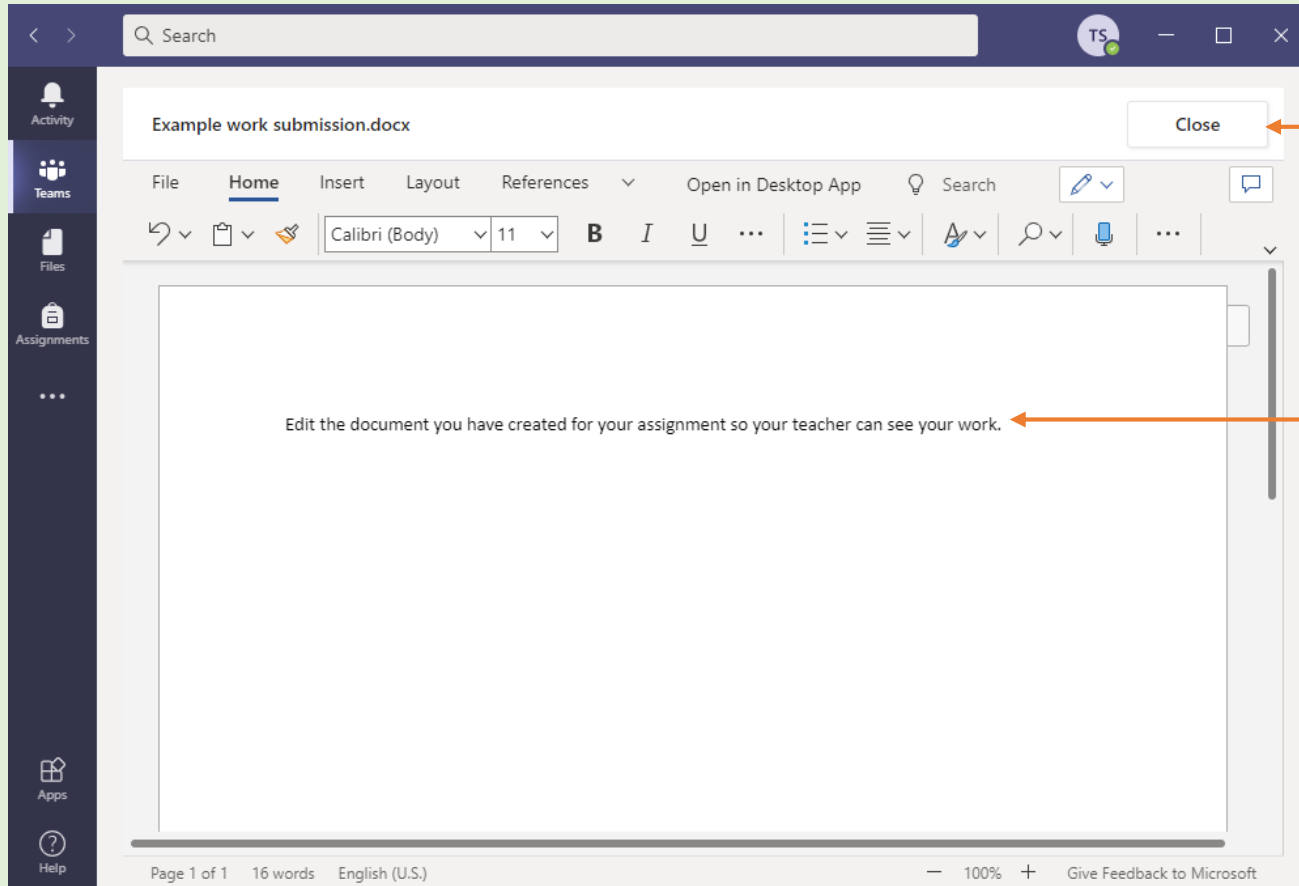 Search
TS
Activity
Example work submission.docx
Close
Teams
File Home Insert Layout References Open in Desktop App Search
Calibri (Body) 11 B I U
Files
Assignments
Edit the document you have created for your assignment so your teacher can see your work.
Apps
Help
Page 1 of 1 16 words English (U.S.) 100% Give Feedback to Microsoft